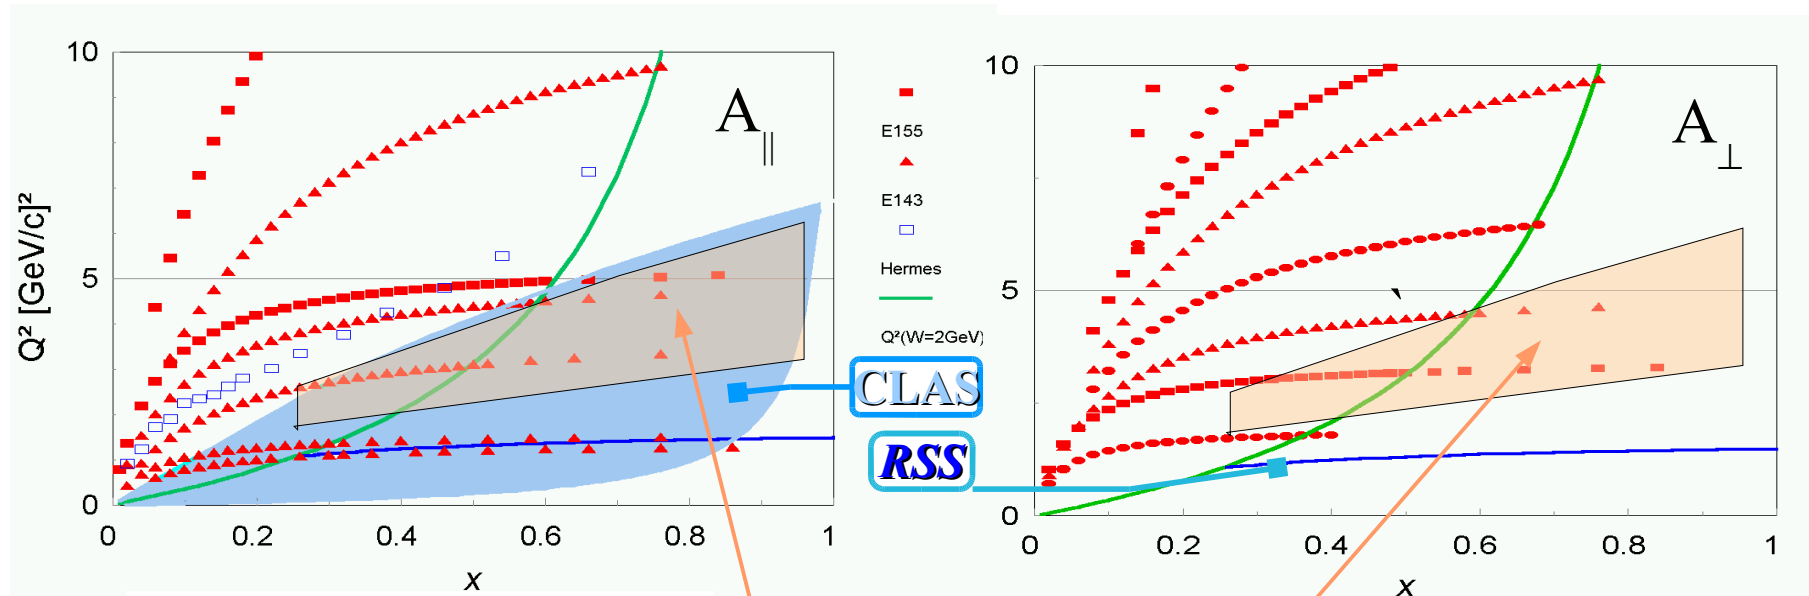 10
5
0
Q² [GeV/c]²
0
0.2
0.4
0.6
0.8
1
x
A||
E155
E143
Hermes
Q²(W=2GeV)
CLAS
RSS
10
5
0
0
0.2
0.4
0.6
0.8
1
x
A⊥